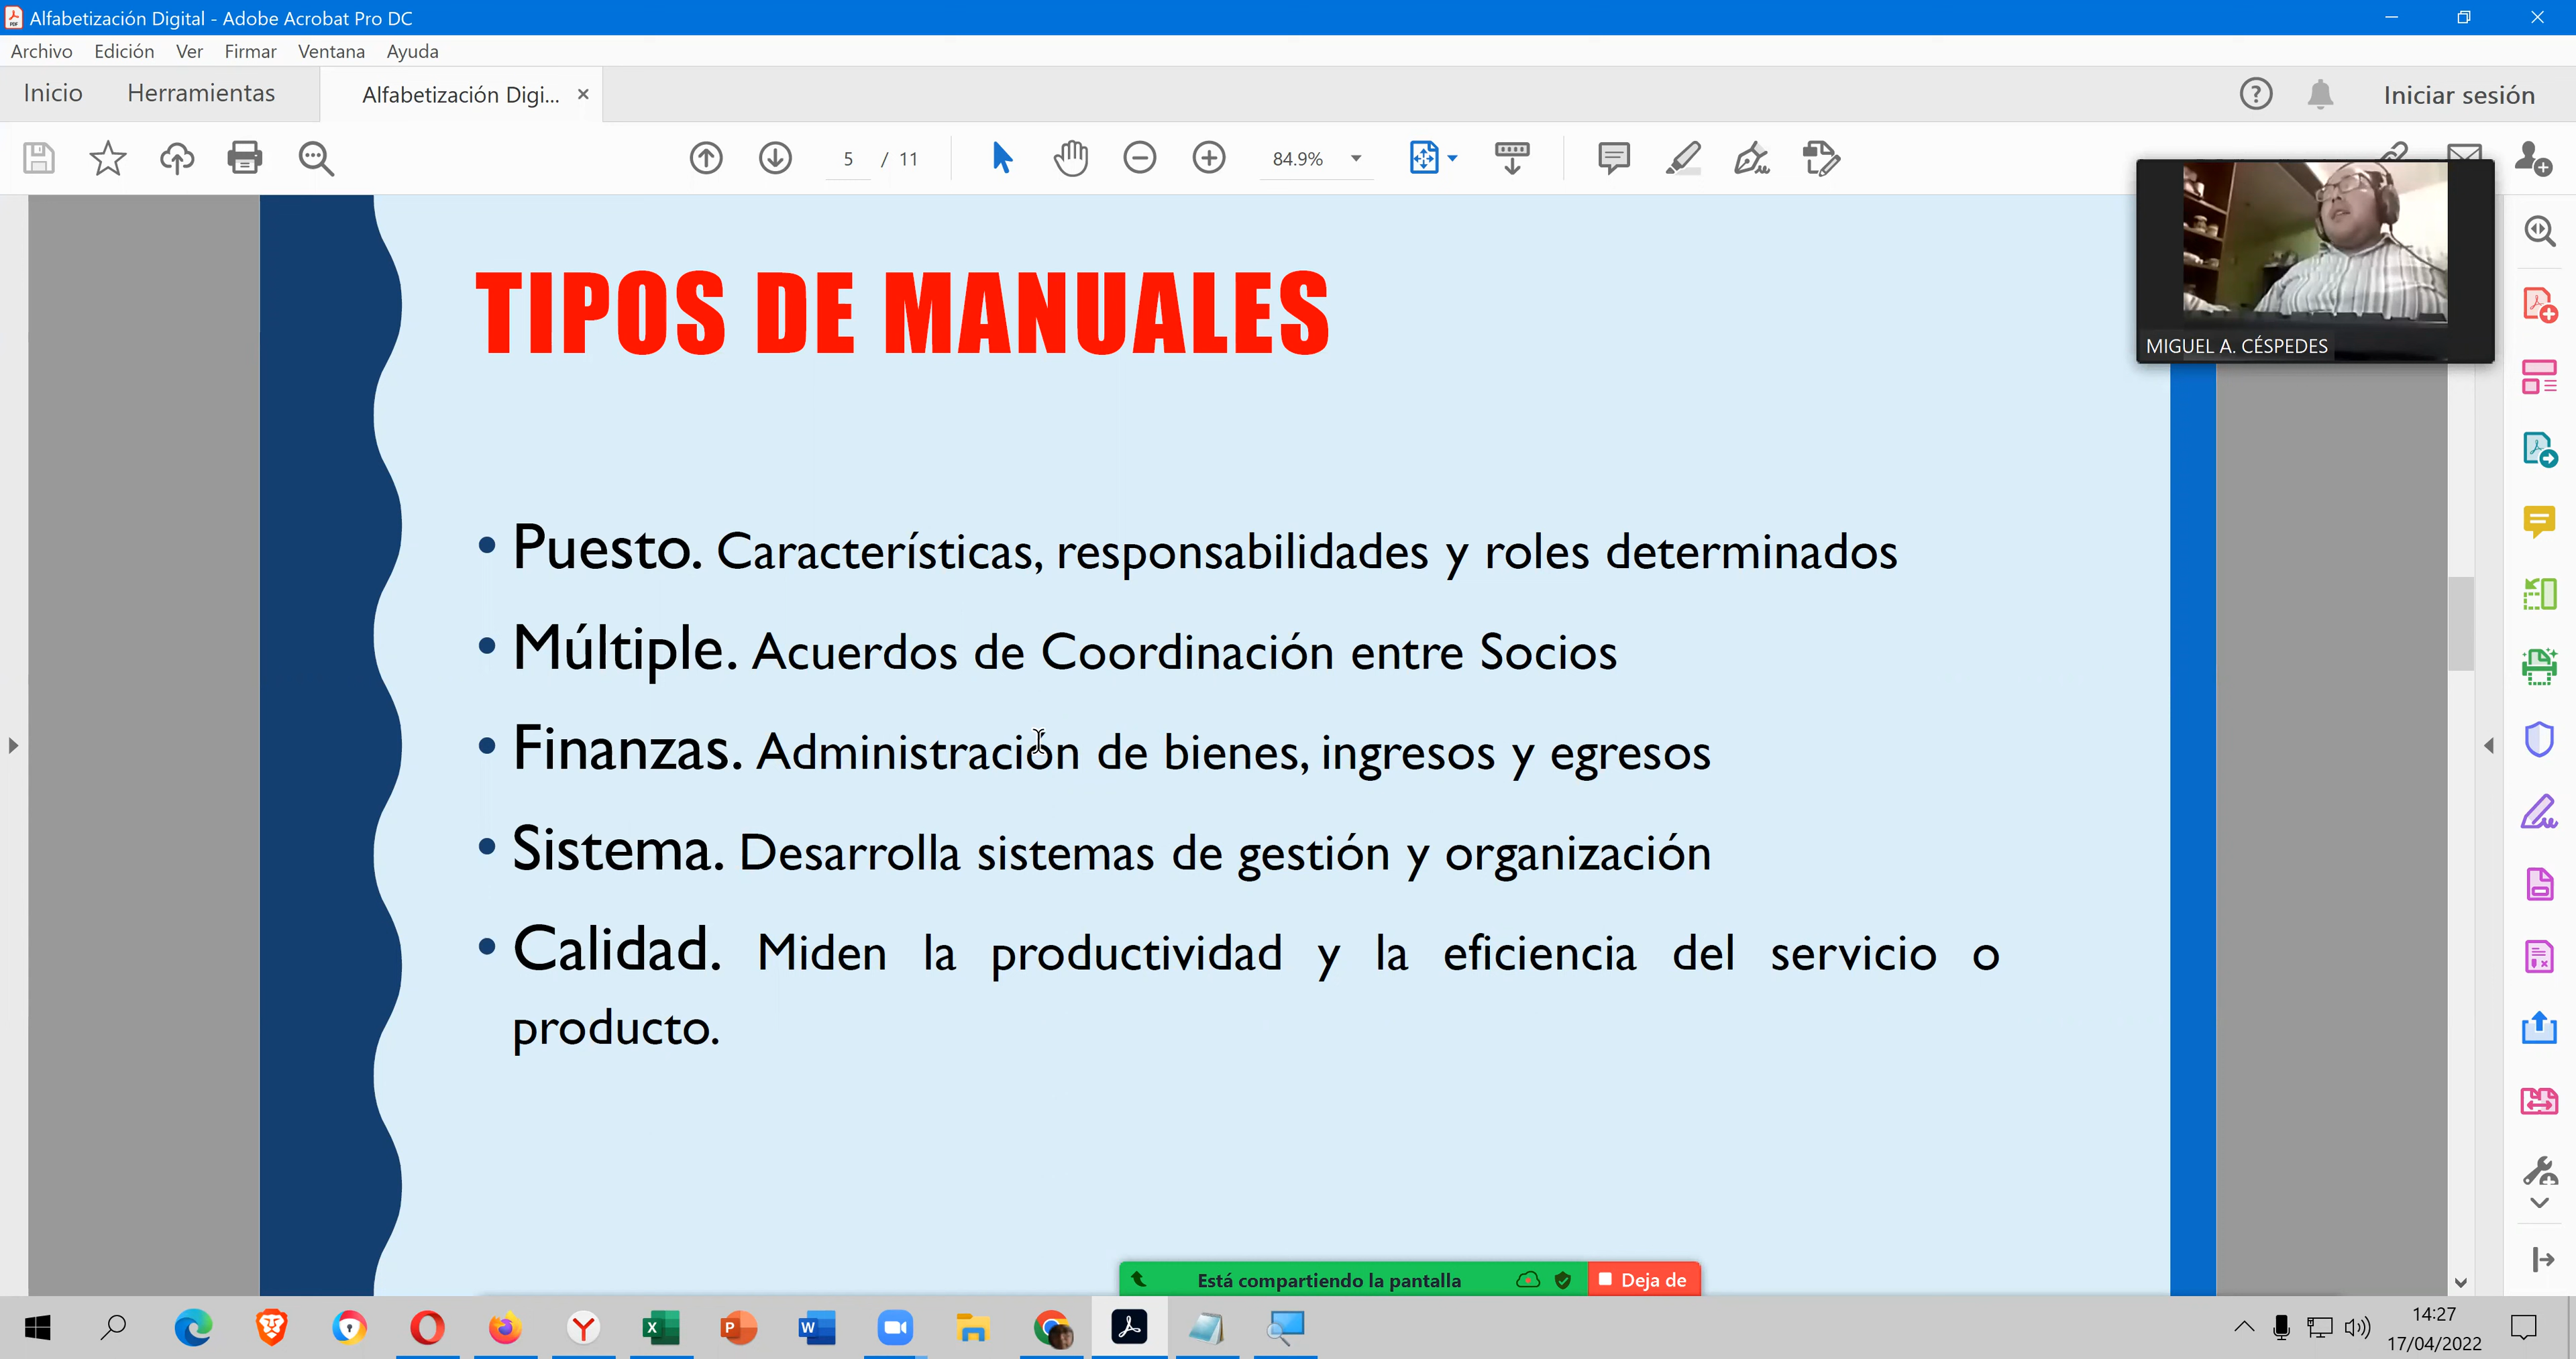 Alfabetización Digital - Adobe Acrobat Pro DC
Archivo Edición Ver Firmar Ventana Ayuda
Inicio Herramientas Alfabetización Digi... × Iniciar sesión
5 / 11 84.9%
MIGUEL A. CÉSPEDES
TIPOS DE MANUALES
• Puesto. Características, responsabilidades y roles determinados
• Múltiple. Acuerdos de Coordinación entre Socios
• Finanzas. Administración de bienes, ingresos y egresos
• Sistema. Desarrolla sistemas de gestión y organización
• Calidad. Miden la productividad y la eficiencia del servicio o
producto.
Está compartiendo la pantalla Deja de
14:27
17/04/2022